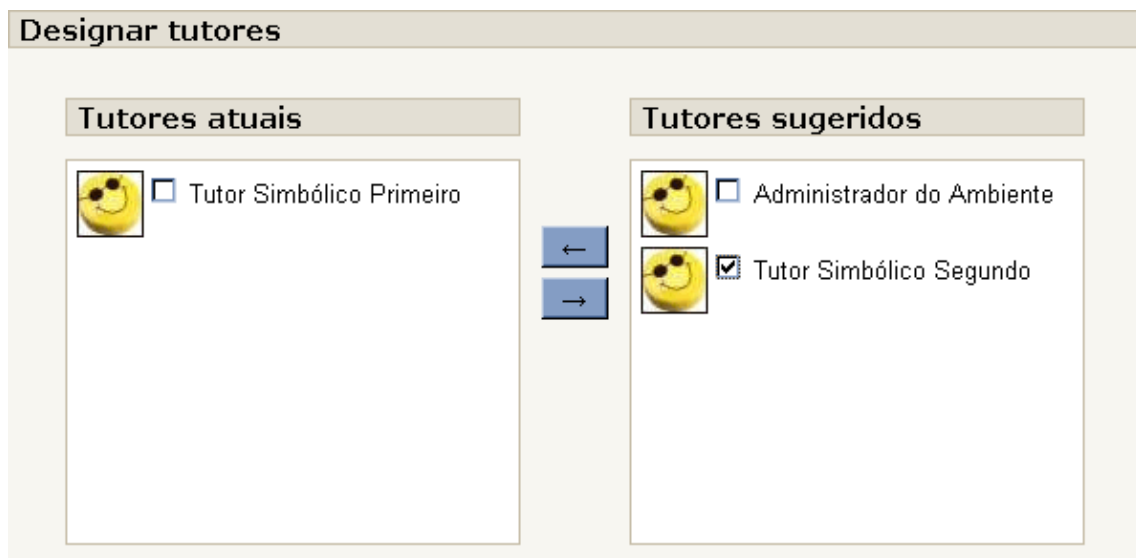 Designar tutores
Tutores atuais
Tutor Simbólico Primeiro
←
→
Tutores sugeridos
Administrador do Ambiente
Tutor Simbólico Segundo